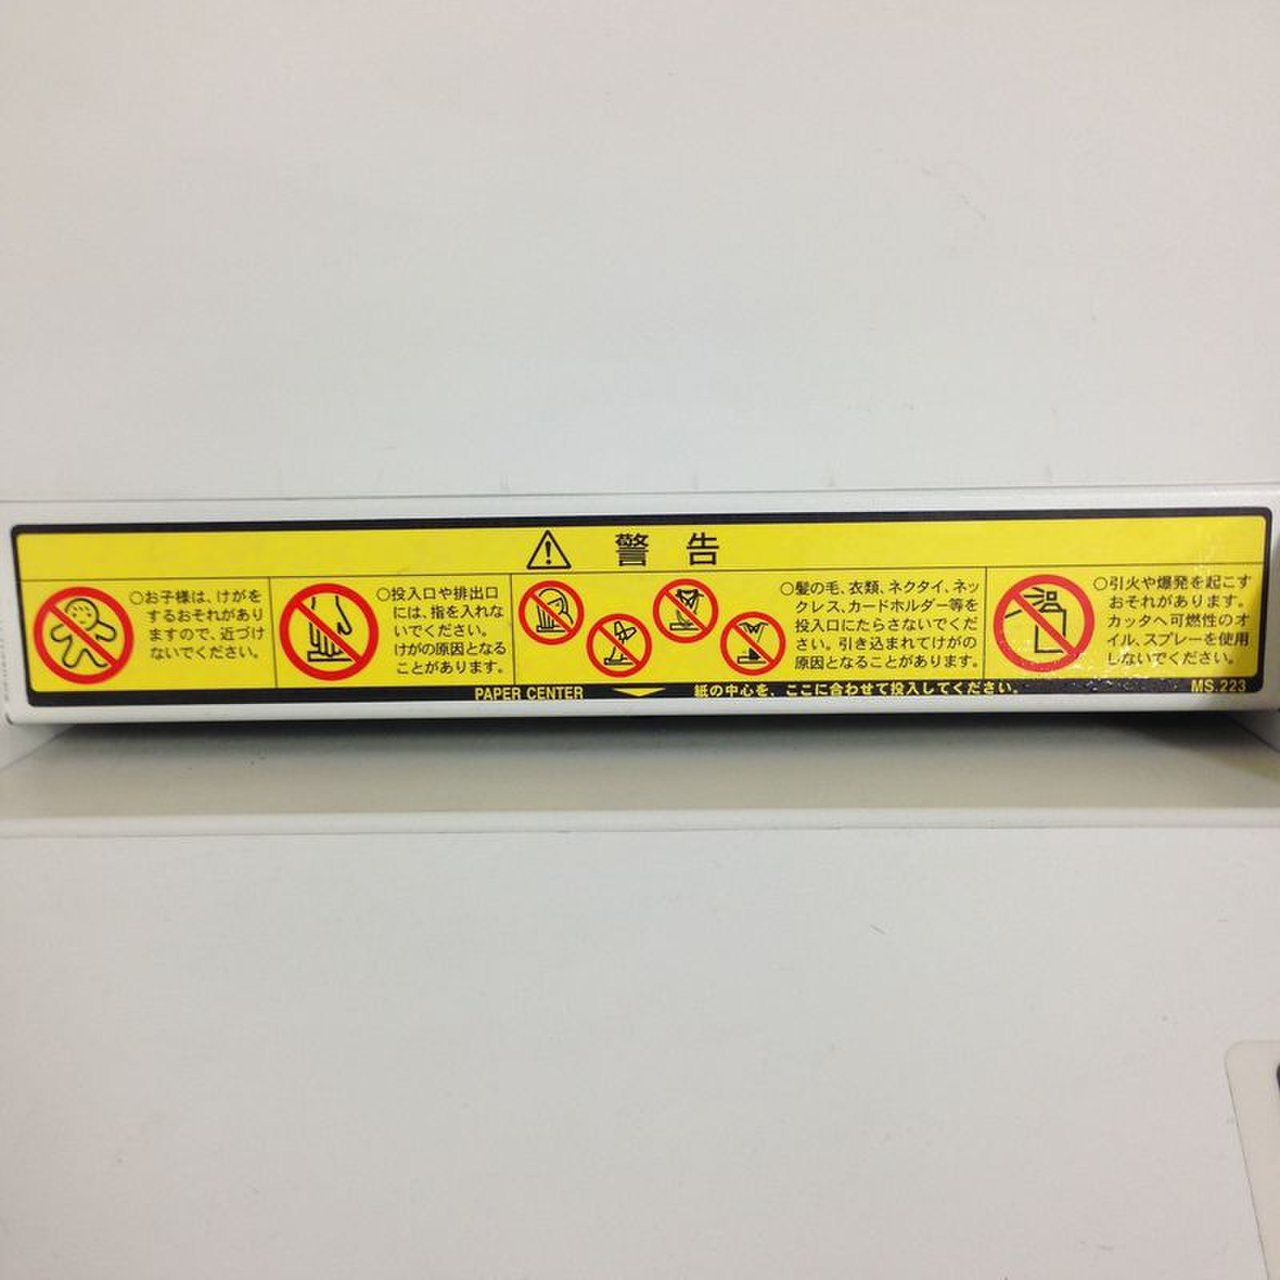 警告
○お子様は、けがを
するおそれがあり
ますので、近づけ
ないでください。
○投入口や排出口
には、指を入れな
いでください。
けがの原因となる
ことがあります。
○髪の毛、衣類、ネクタイ、ネッ
クレス、カードホルダー等を
投入口にたらさないでくだ
さい。引き込まれてけがの
原因となることがあります。
○引火や爆発を起こす
おそれがあります。
カッタへ可燃性のオ
イル、スプレーを使用
しないでください。
PAPER CENTER 紙の中心を、ここに合わせて投入してください。 MS.223